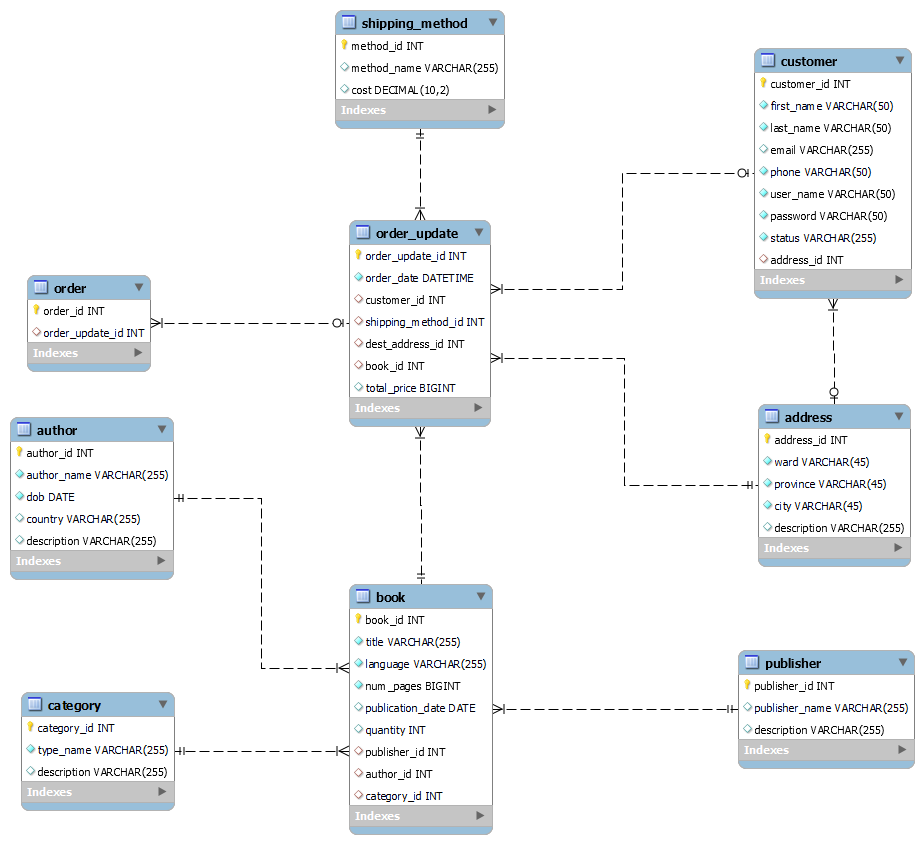 shipping_method
method_id INT
method_name VARCHAR(255)
cost DECIMAL(10,2)
Indexes
customer
customer_id INT
first_name VARCHAR(50)
last_name VARCHAR(50)
email VARCHAR(255)
phone VARCHAR(50)
user_name VARCHAR(50)
password VARCHAR(50)
status VARCHAR(255)
address_id INT
Indexes
order_update
order_update_id INT
order_date DATETIME
customer_id INT
shipping_method_id INT
dest_address_id INT
book_id INT
total_price BIGINT
Indexes
order
order_id INT
order_update_id INT
Indexes
author
author_id INT
author_name VARCHAR(255)
dob DATE
country VARCHAR(255)
description VARCHAR(255)
Indexes
address
address_id INT
ward VARCHAR(45)
province VARCHAR(45)
city VARCHAR(45)
description VARCHAR(255)
Indexes
book
book_id INT
title VARCHAR(255)
language VARCHAR(255)
num_pages BIGINT
publication_date DATE
quantity INT
publisher_id INT
author_id INT
category_id INT
Indexes
category
category_id INT
type_name VARCHAR(255)
description VARCHAR(255)
Indexes
publisher
publisher_id INT
publisher_name VARCHAR(255)
description VARCHAR(255)
Indexes